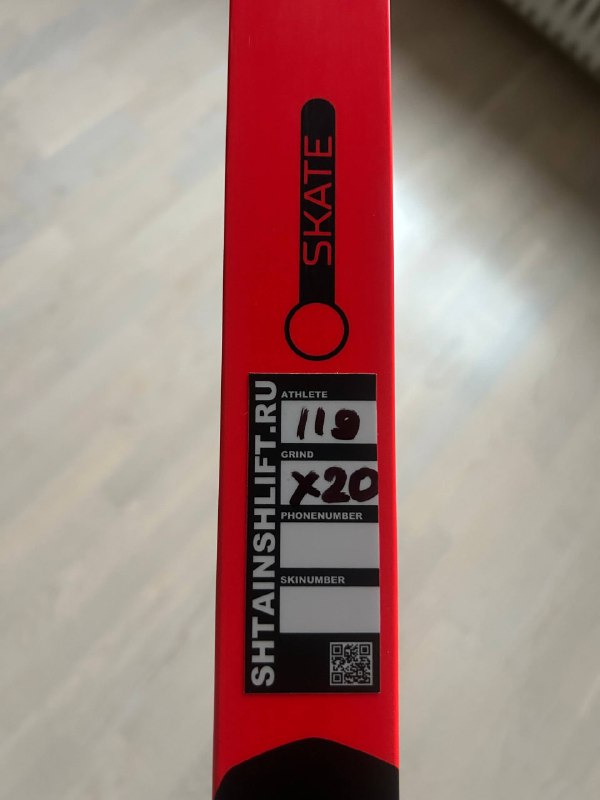 SKATE
SHTAINSHLIFT.RU
ATHLETE
119
GRIND
X20
PHONENUMBER
SKINUMBER